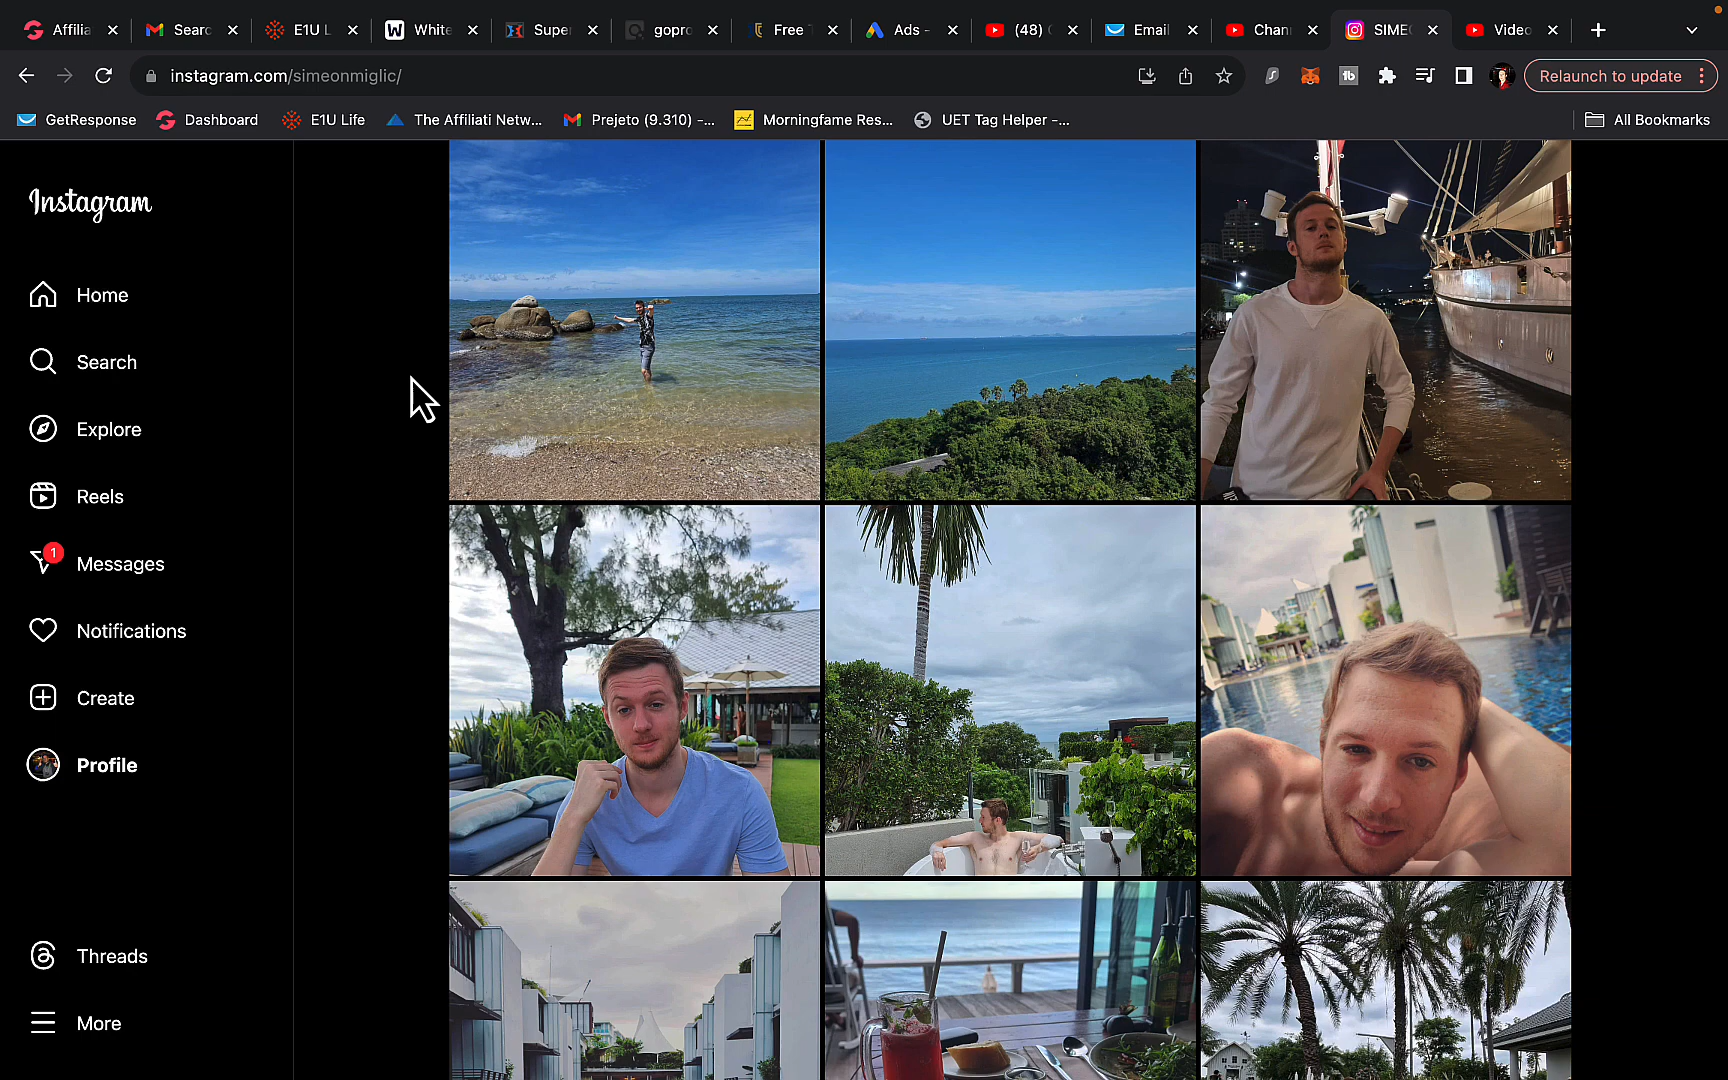 Affilia
Searc
E1U L
White
Super
gopro
Free
Ads -
(48)
Email
Chan
SIME
Video
instagram.com/simeonmiglic/
Relaunch to update
GetResponse
Dashboard
E1U Life
The Affiliati Netw...
Prejeto (9.310) -...
Morningfame Res...
UET Tag Helper -...
All Bookmarks
Instagram
Home
Search
Explore
Reels
1
Messages
Notifications
Create
Profile
Threads
More